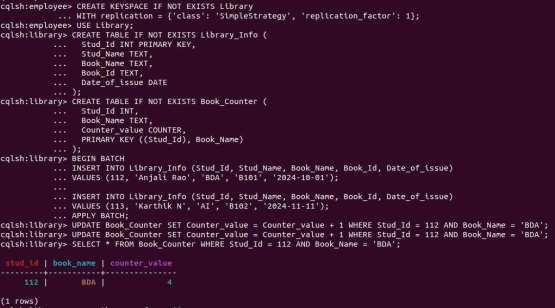 cqlsh:employee> CREATE KEYSPACE IF NOT EXISTS Library
... WITH replication = {'class': 'SimpleStrategy', 'replication_factor': 1};
cqlsh:employee> USE Library;
cqlsh:library> CREATE TABLE IF NOT EXISTS Library_Info (
... Stud_Id INT PRIMARY KEY,
... Stud_Name TEXT,
... Book_Name TEXT,
... Book_Id TEXT,
... Date_of_issue DATE
... );
cqlsh:library> CREATE TABLE IF NOT EXISTS Book_Counter (
... Stud_Id INT,
... Book_Name TEXT,
... Counter_value COUNTER,
... PRIMARY KEY ((Stud_Id), Book_Name)
... );
cqlsh:library> BEGIN BATCH
... INSERT INTO Library_Info (Stud_Id, Stud_Name, Book_Name, Book_Id, Date_of_issue)
... VALUES (112, 'Anjali Rao', 'BDA', 'B101', '2024-10-01');
...
... INSERT INTO Library_Info (Stud_Id, Stud_Name, Book_Name, Book_Id, Date_of_issue)
... VALUES (113, 'Karthik N', 'AI', 'B102', '2024-11-11');
... APPLY BATCH;
cqlsh:library> UPDATE Book_Counter SET Counter_value = Counter_value + 1 WHERE Stud_Id = 112 AND Book_Name = 'BDA';
cqlsh:library> UPDATE Book_Counter SET Counter_value = Counter_value + 1 WHERE Stud_Id = 112 AND Book_Name = 'BDA';
cqlsh:library> SELECT * FROM Book_Counter WHERE Stud_Id = 112 AND Book_Name = 'BDA';
stud_id | book_name | counter_value
---------+-----------+---------------
112 | BDA | 4
(1 rows)